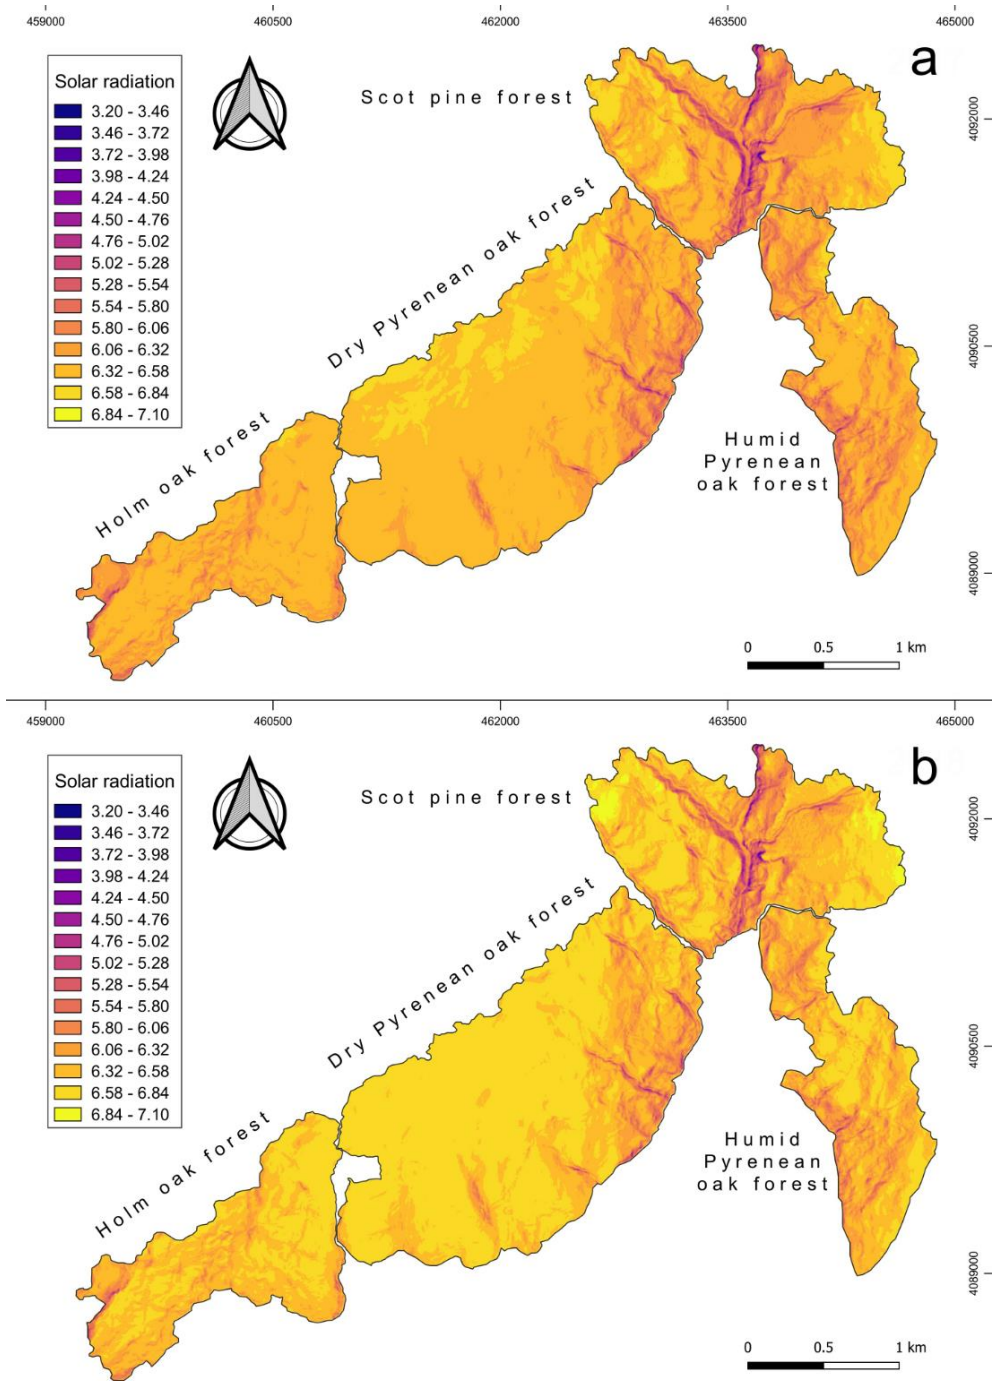 459000 460500 462000 463500 465000
a
Solar radiation
3.20 - 3.46
3.46 - 3.72
3.72 - 3.98
3.98 - 4.24
4.24 - 4.50
4.50 - 4.76
4.76 - 5.02
5.02 - 5.28
5.28 - 5.54
5.54 - 5.80
5.80 - 6.06
6.06 - 6.32
6.32 - 6.58
6.58 - 6.84
6.84 - 7.10
Scot pine forest
Dry Pyrenean oak forest
Holm oak forest
Humid
Pyrenean
oak forest
4092000
4090500
4089000
0 0.5 1 km
459000 460500 462000 463500 465000
b
Solar radiation
3.20 - 3.46
3.46 - 3.72
3.72 - 3.98
3.98 - 4.24
4.24 - 4.50
4.50 - 4.76
4.76 - 5.02
5.02 - 5.28
5.28 - 5.54
5.54 - 5.80
5.80 - 6.06
6.06 - 6.32
6.32 - 6.58
6.58 - 6.84
6.84 - 7.10
Scot pine forest
Dry Pyrenean oak forest
Holm oak forest
Humid
Pyrenean
oak forest
4092000
4090500
4089000
0 0.5 1 km